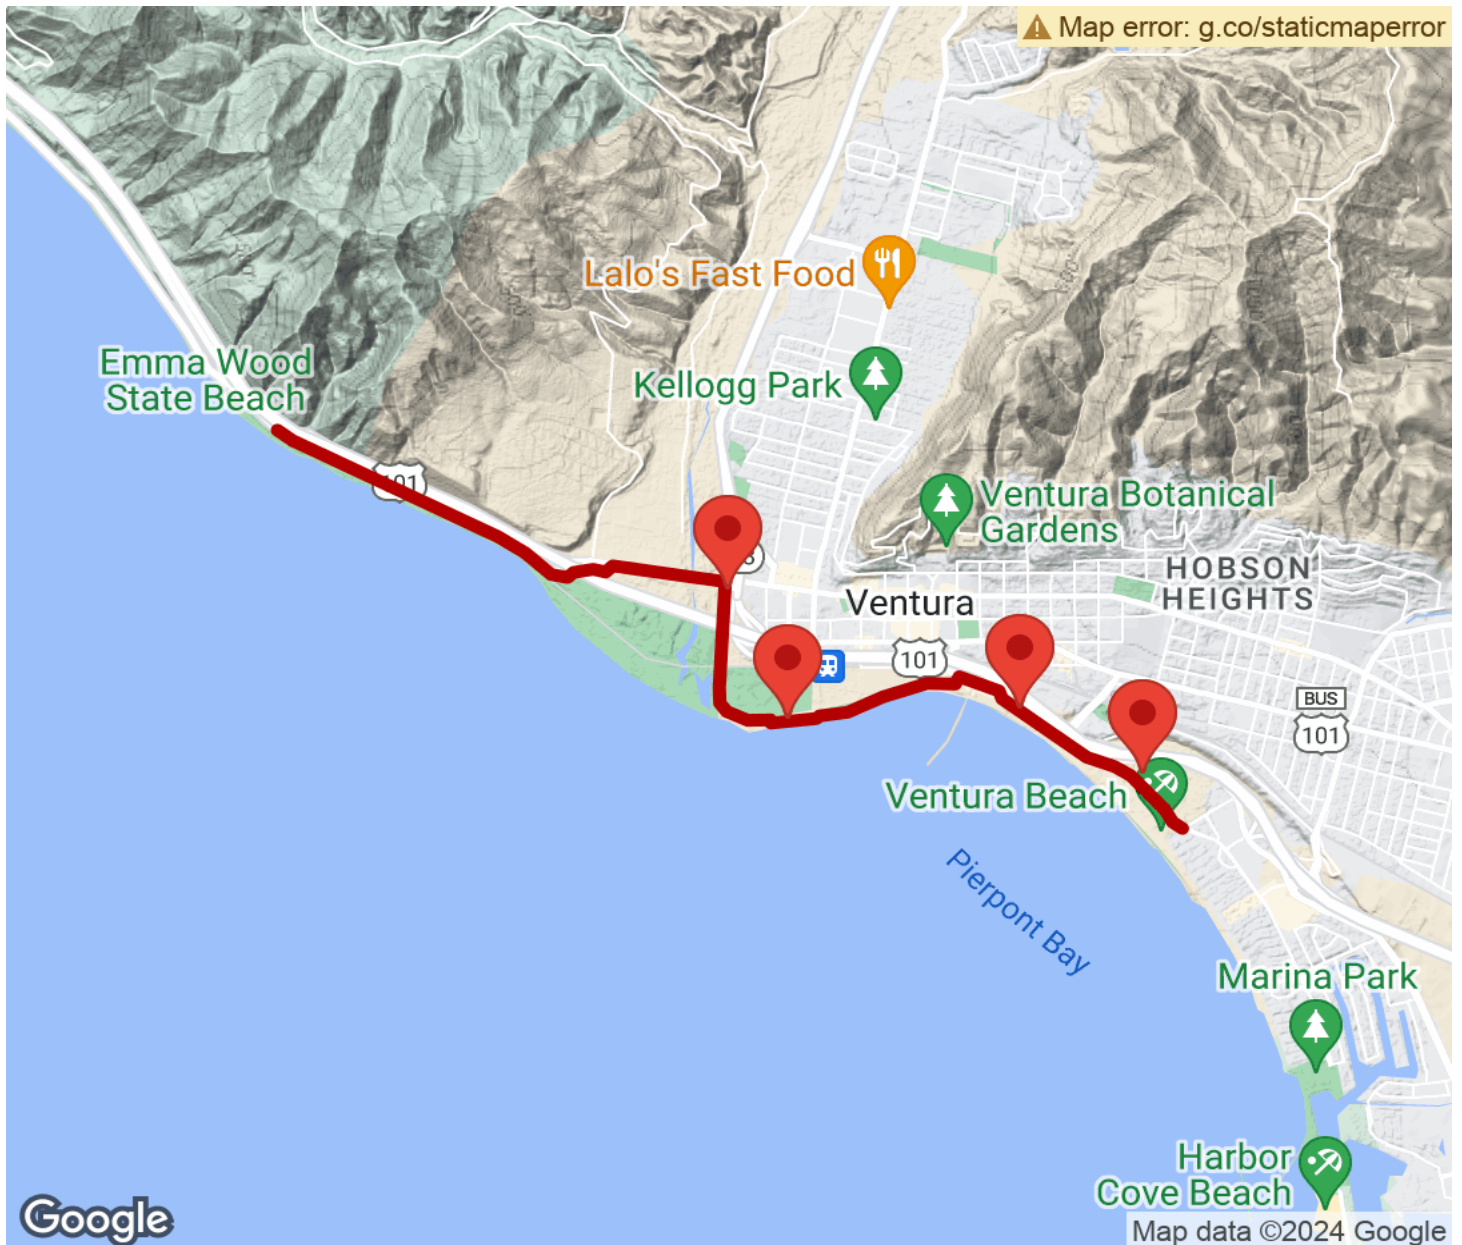 Map error: g.co/staticmaperror
Lalo's Fast Food
Emma Wood
State Beach
Kellogg Park
101
Ventura Botanical
Gardens
HOBSON
HEIGHTS
Ventura
101
BUS
101
Ventura Beach
Pierpont Bay
Marina Park
Harbor
Cove Beach
Google
Map data ©2024 Google